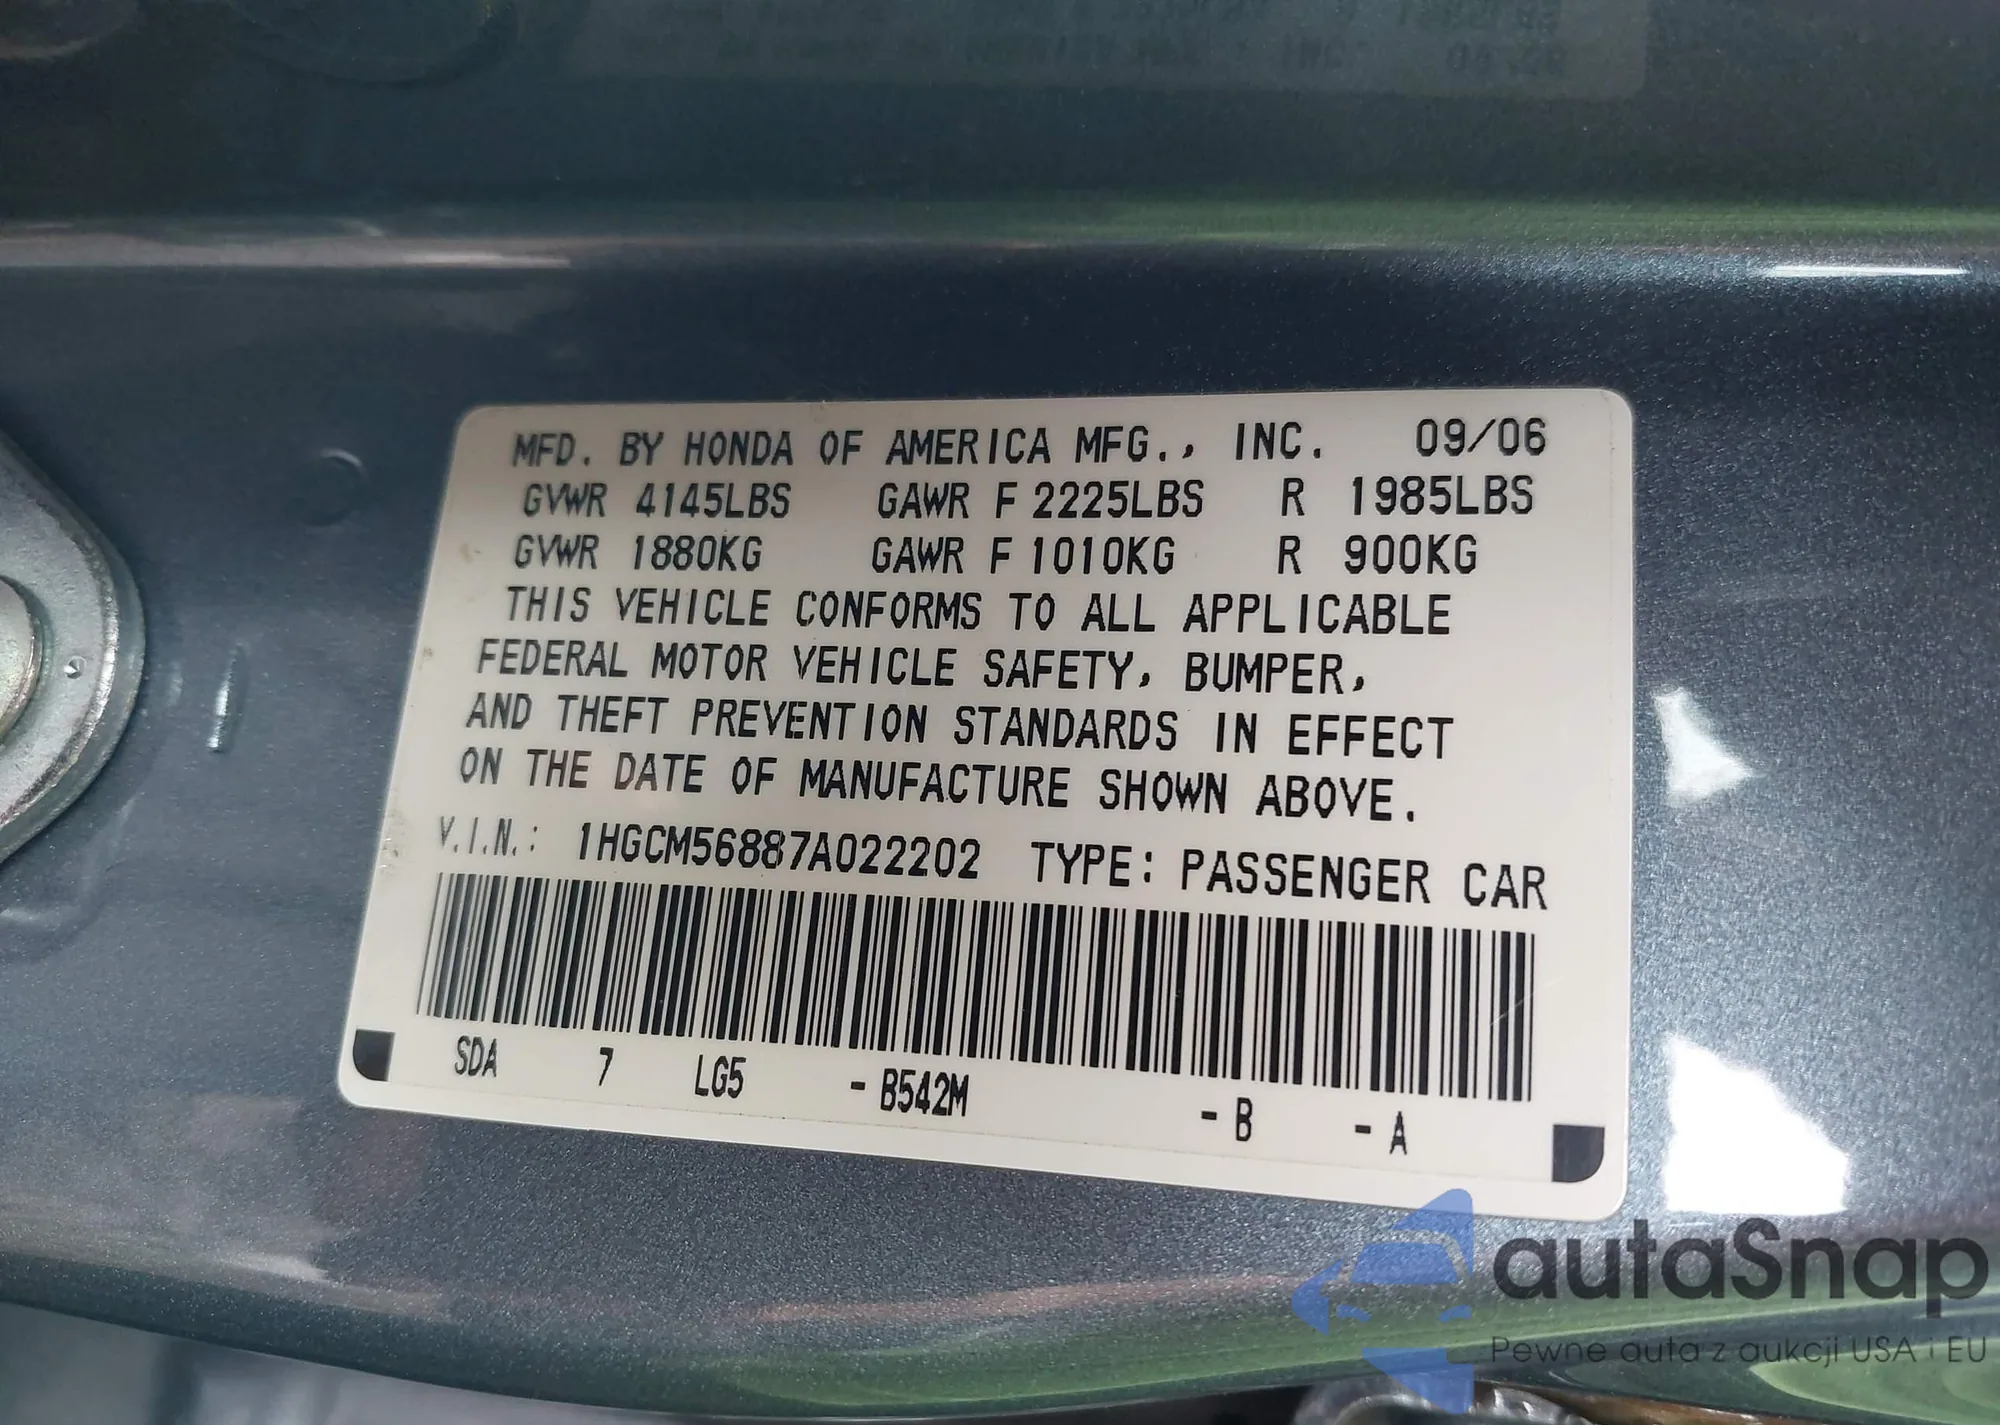 MFD. BY HONDA OF AMERICA MFG., INC. 09/06
GVWR 4145LBS GAWR F 2225LBS R 1985LBS
GVWR 1880KG GAWR F 1010KG R 900KG
THIS VEHICLE CONFORMS TO ALL APPLICABLE
FEDERAL MOTOR VEHICLE SAFETY, BUMPER,
AND THEFT PREVENTION STANDARDS IN EFFECT
ON THE DATE OF MANUFACTURE SHOWN ABOVE.
V.I.N.: 1HGCM56887A022202 TYPE: PASSENGER CAR
SDA 7 LG5 - B542M - B - A
autaSnap
Pewne auta z aukcji USA i EU